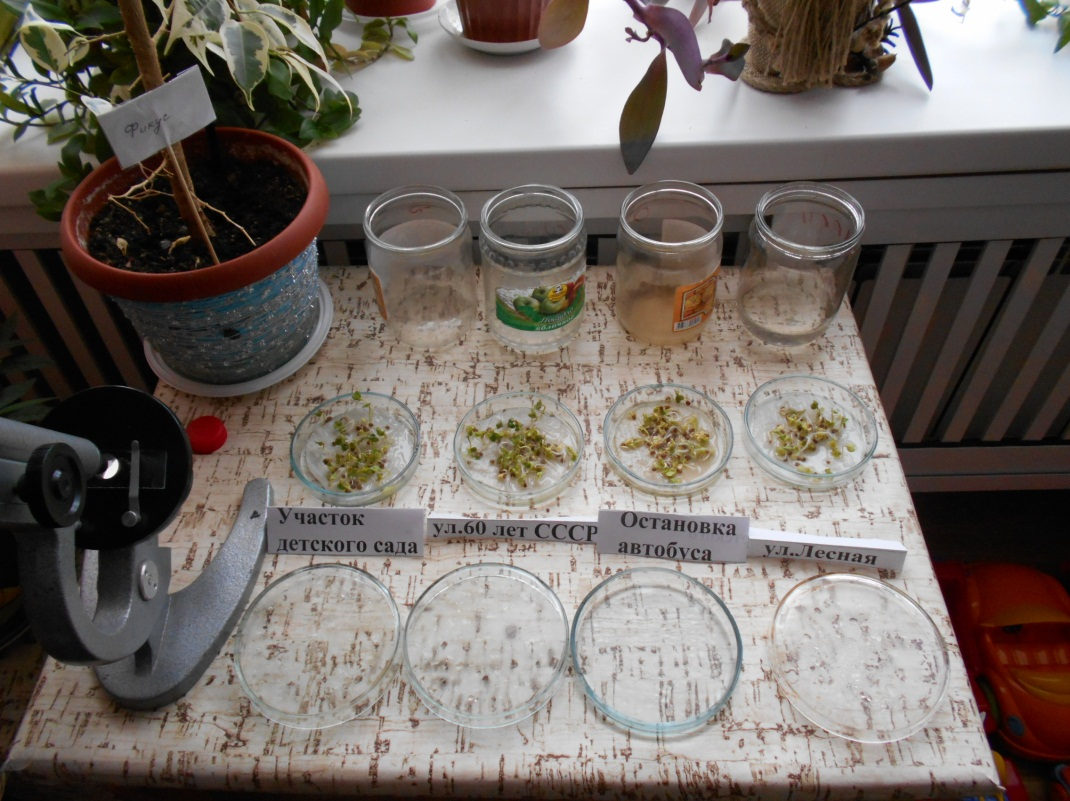 Фикус
Участок
детского сада
ул.60 лет СССР
Остановка
автобуса
ул.Лесная